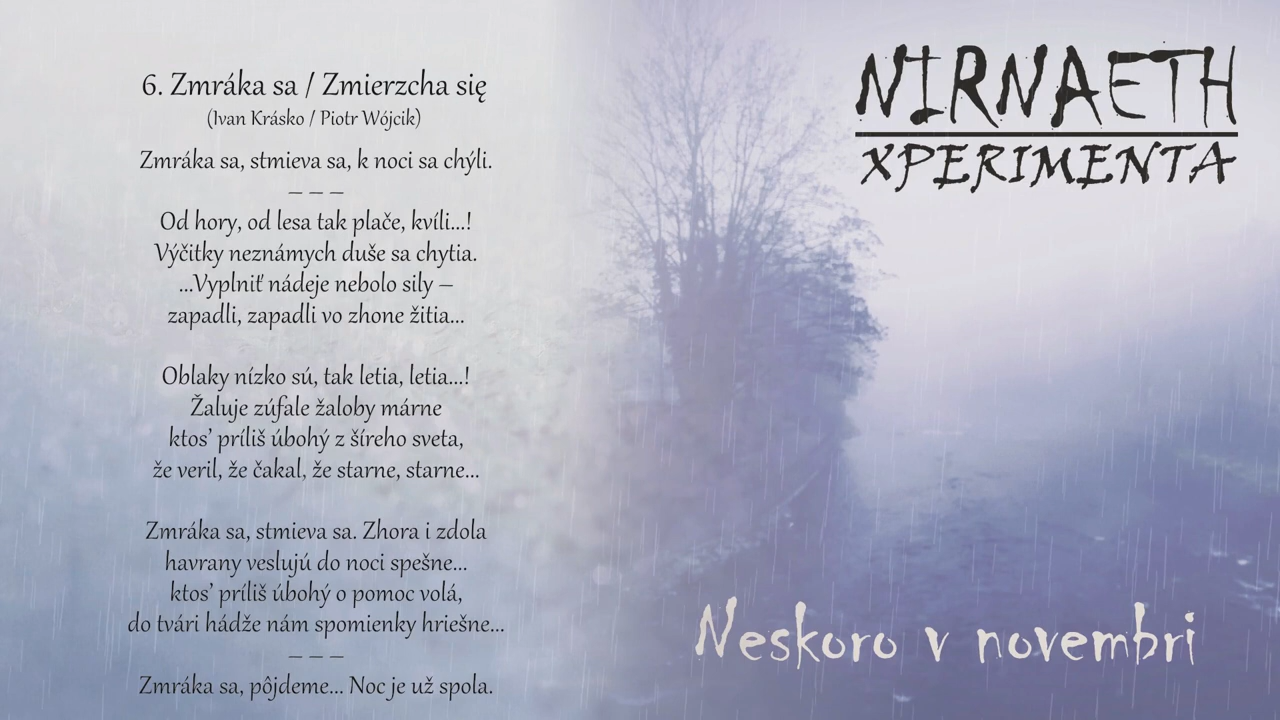 6. Zmráka sa / Zmierzcha się
(Ivan Krásko / Piotr Wójcik)
Zmráka sa, stmieva sa, k noci sa chýli.
– – –
Od hory, od lesa tak plače, kvíli...!
Výčitky neznámych duše sa chytia.
...Vyplniť nádeje nebolo sily –
zapadli, zapadli vo zhone žitia...
Oblaky nízko sú, tak letia, letia...!
Žaluje zúfale žaloby márne
ktos’ príliš úbohý z šíreho sveta,
že veril, že čakal, že starne, starne...
Zmráka sa, stmieva sa. Zhora i zdola
havrany veslujú do noci spešne...
ktos’ príliš úbohý o pomoc volá,
do tvári hádže nám spomienky hriešne...
– – –
Zmráka sa, pôjdeme... Noc je už spola.
NIRNAETH
XPERIMENTA
Neskoro v novembri